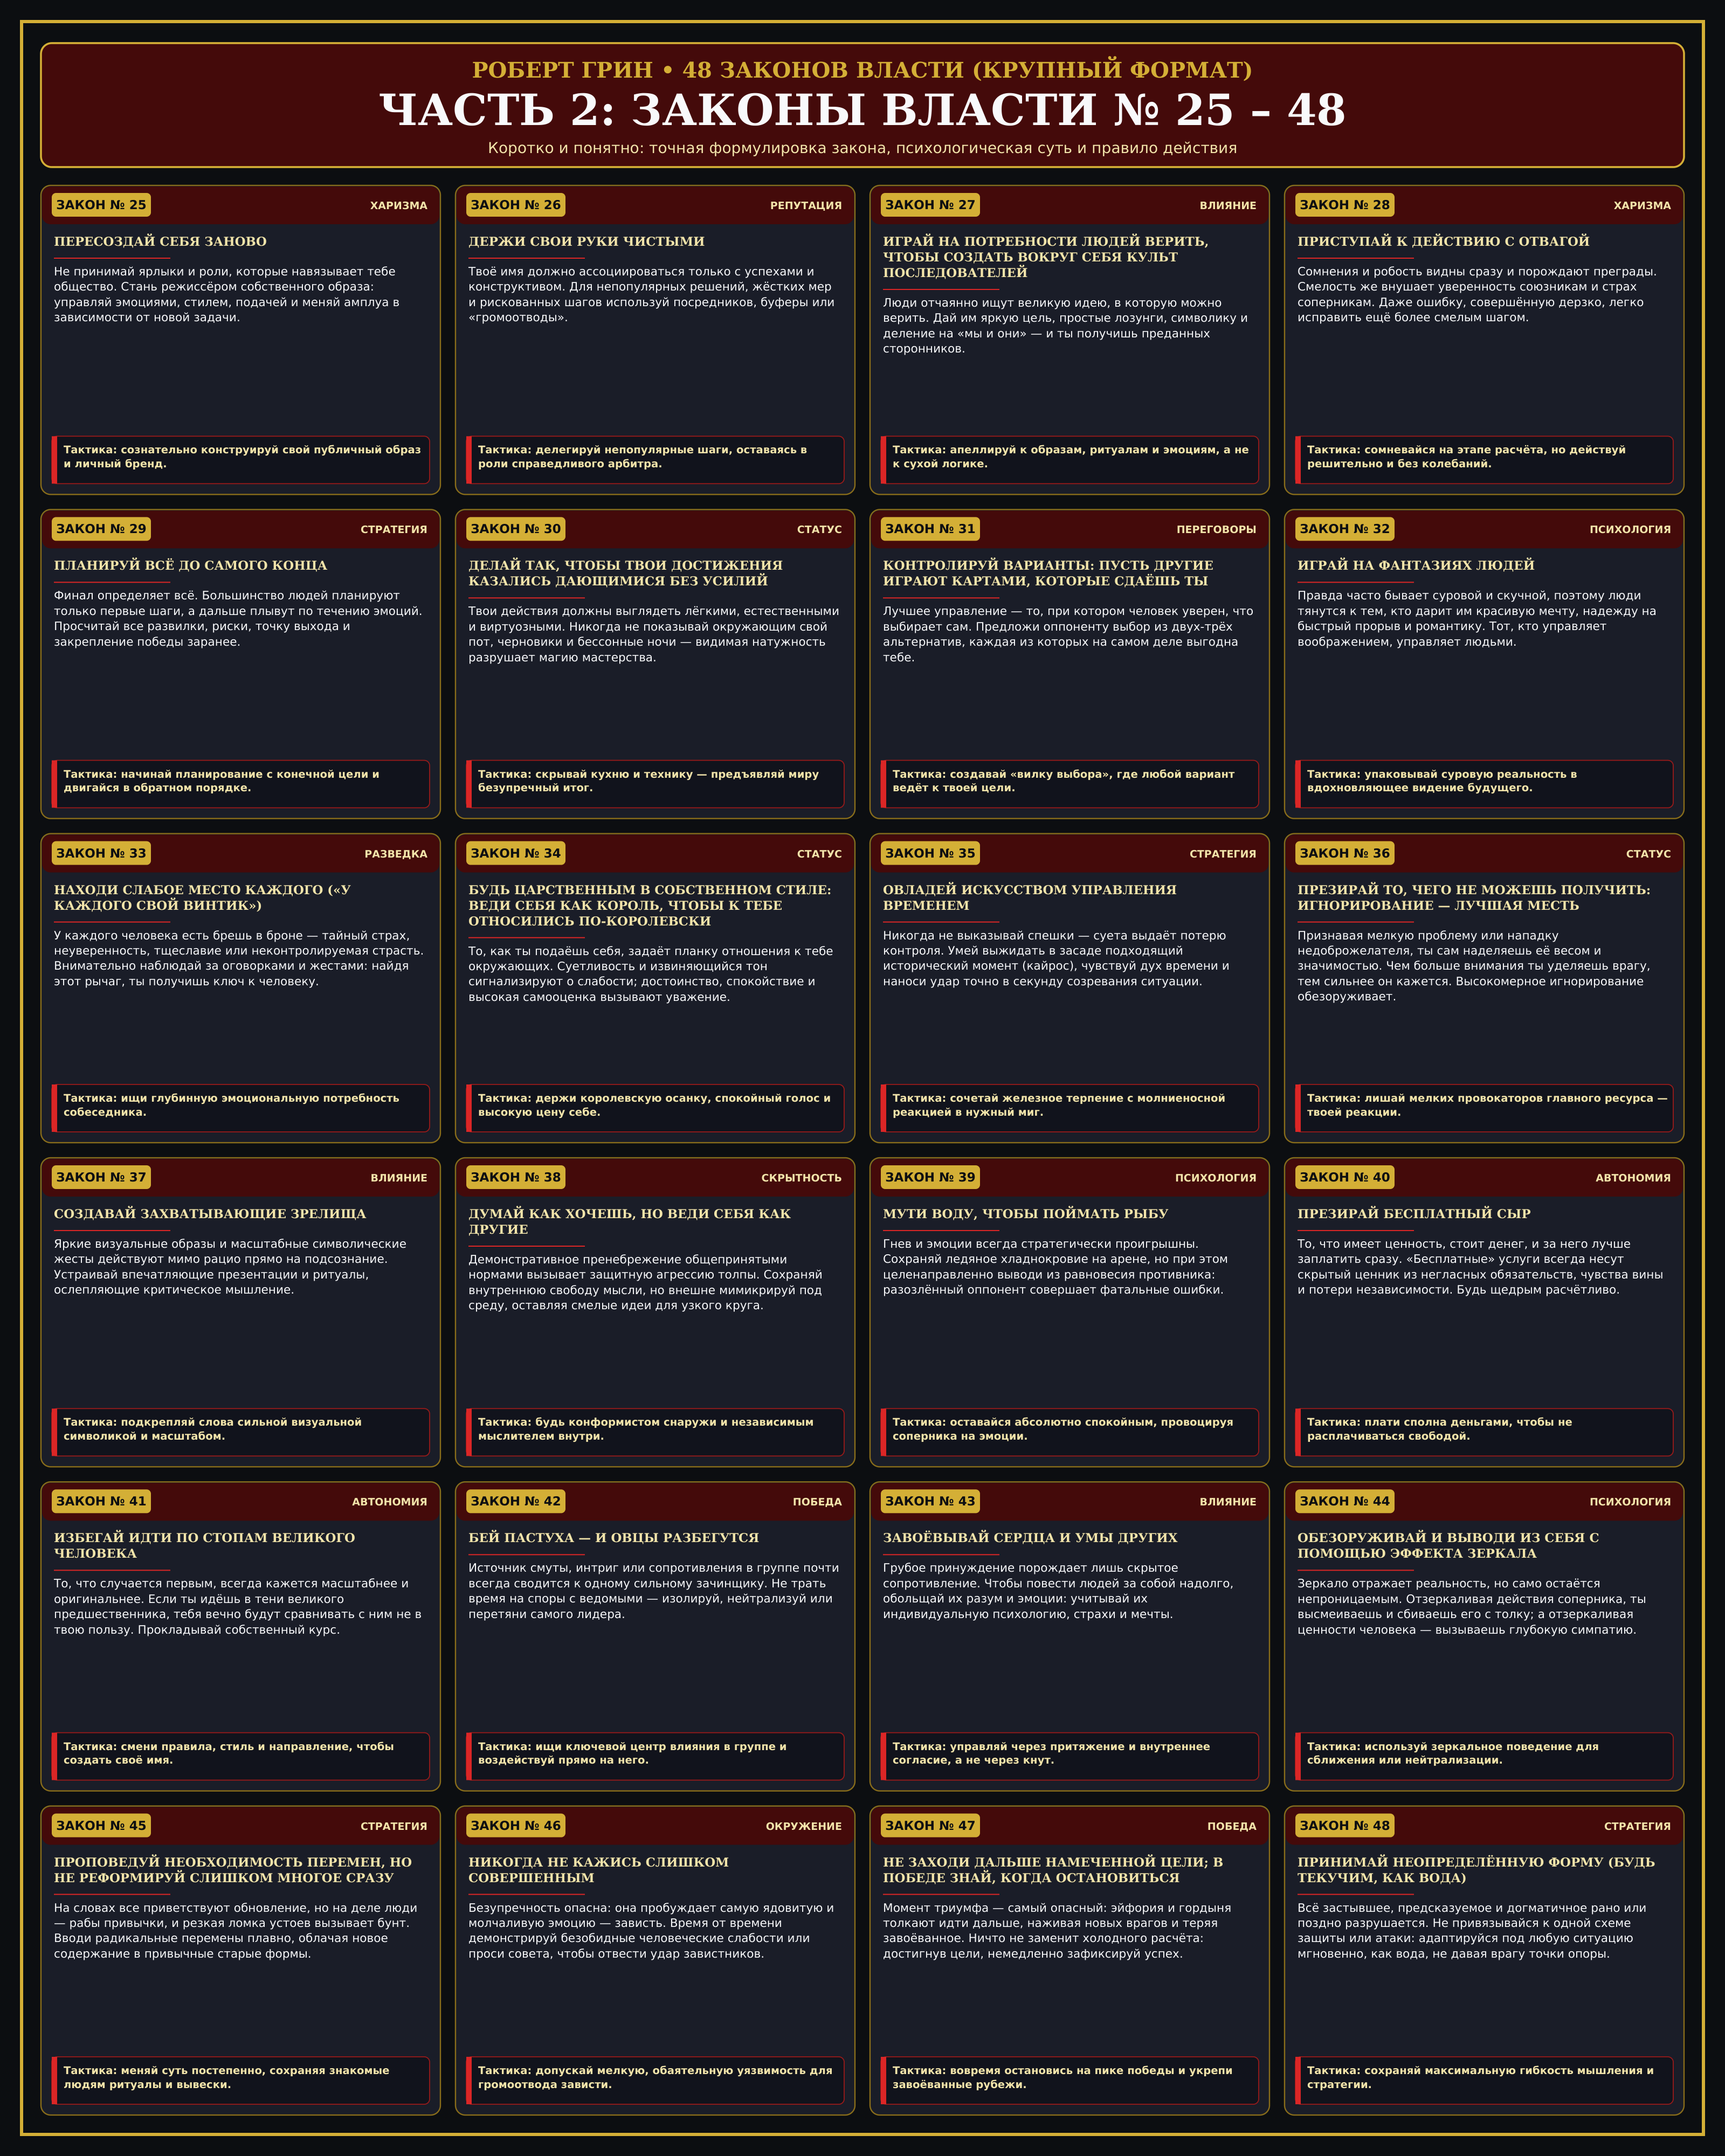 РОБЕРТ ГРИН • 48 ЗАКОНОВ ВЛАСТИ (КРУПНЫЙ ФОРМАТ)
ЧАСТЬ 2: ЗАКОНЫ ВЛАСТИ № 25 – 48
Коротко и понятно: точная формулировка закона, психологическая суть и правило действия
ЗАКОН № 25
ХАРИЗМА
ПЕРЕСОЗДАЙ СЕБЯ ЗАНОВО
Не принимай ярлыки и роли, которые навязывает тебе
общество. Стань режиссёром собственного образа:
управляй эмоциями, стилем, подачей и меняй амплуа в
зависимости от новой задачи.
Тактика: сознательно конструируй свой публичный образ
и личный бренд.
ЗАКОН № 26
РЕПУТАЦИЯ
ДЕРЖИ СВОИ РУКИ ЧИСТЫМИ
Твоё имя должно ассоциироваться только с успехами и
конструктивом. Для непопулярных решений, жёстких мер
и рискованных шагов используй посредников, буферы или
«громоотводы».
Тактика: делегируй непопулярные шаги, оставаясь в
роли справедливого арбитра.
ЗАКОН № 27
ВЛИЯНИЕ
ИГРАЙ НА ПОТРЕБНОСТИ ЛЮДЕЙ ВЕРИТЬ,
ЧТОБЫ СОЗДАТЬ ВОКРУГ СЕБЯ КУЛЬТ
ПОСЛЕДОВАТЕЛЕЙ
Люди отчаянно ищут великую идею, в которую можно
верить. Дай им яркую цель, простые лозунги, символику и
деление на «мы и они» — и ты получишь преданных
сторонников.
Тактика: апеллируй к образам, ритуалам и эмоциям, а не
к сухой логике.
ЗАКОН № 28
ХАРИЗМА
ПРИСТУПАЙ К ДЕЙСТВИЮ С ОТВАГОЙ
Сомнения и робость видны сразу и порождают преграды.
Смелость же внушает уверенность союзникам и страх
соперникам. Даже ошибку, совершённую дерзко, легко
исправить ещё более смелым шагом.
Тактика: сомневайся на этапе расчёта, но действуй
решительно и без колебаний.
ЗАКОН № 29
СТРАТЕГИЯ
ПЛАНИРУЙ ВСЁ ДО САМОГО КОНЦА
Финал определяет всё. Большинство людей планируют
только первые шаги, а дальше плывут по течению эмоций.
Просчитай все развилки, риски, точку выхода и
закрепление победы заранее.
Тактика: начинай планирование с конечной цели и
двигайся в обратном порядке.
ЗАКОН № 30
СТАТУС
ДЕЛАЙ ТАК, ЧТОБЫ ТВОИ ДОСТИЖЕНИЯ
КАЗАЛИСЬ ДАЮЩИМИСЯ БЕЗ УСИЛИЙ
Твои действия должны выглядеть лёгкими, естественными
и виртуозными. Никогда не показывай окружающим свой
пот, черновики и бессонные ночи — видимая натужность
разрушает магию мастерства.
Тактика: скрывай кухню и технику — предъявляй миру
безупречный итог.
ЗАКОН № 31
ПЕРЕГОВОРЫ
КОНТРОЛИРУЙ ВАРИАНТЫ: ПУСТЬ ДРУГИЕ
ИГРАЮТ КАРТАМИ, КОТОРЫЕ СДАЁШЬ ТЫ
Лучшее управление — то, при котором человек уверен, что
выбирает сам. Предложи оппоненту выбор из двух-трёх
альтернатив, каждая из которых на самом деле выгодна
тебе.
Тактика: создавай «вилку выбора», где любой вариант
ведёт к твоей цели.
ЗАКОН № 32
ПСИХОЛОГИЯ
ИГРАЙ НА ФАНТАЗИЯХ ЛЮДЕЙ
Правда часто бывает суровой и скучной, поэтому люди
тянутся к тем, кто дарит им красивую мечту, надежду на
быстрый прорыв и романтику. Тот, кто управляет
воображением, управляет людьми.
Тактика: упаковывай суровую реальность в
вдохновляющее видение будущего.
ЗАКОН № 33
РАЗВЕДКА
НАХОДИ СЛАБОЕ МЕСТО КАЖДОГО («У
КАЖДОГО СВОЙ ВИНТИК»)
У каждого человека есть брешь в броне — тайный страх,
неуверенность, тщеславие или неконтролируемая страсть.
Внимательно наблюдай за оговорками и жестами: найдя
этот рычаг, ты получишь ключ к человеку.
Тактика: ищи глубинную эмоциональную потребность
собеседника.
ЗАКОН № 34
СТАТУС
БУДЬ ЦАРСТВЕННЫМ В СОБСТВЕННОМ СТИЛЕ:
ВЕДИ СЕБЯ КАК КОРОЛЬ, ЧТОБЫ К ТЕБЕ
ОТНОСИЛИСЬ ПО-КОРОЛЕВСКИ
То, как ты подаёшь себя, задаёт планку отношения к тебе
окружающих. Суетливость и извиняющийся тон
сигнализируют о слабости; достоинство, спокойствие и
высокая самооценка вызывают уважение.
Тактика: держи королевскую осанку, спокойный голос и
высокую цену себе.
ЗАКОН № 35
СТРАТЕГИЯ
ОВЛАДЕЙ ИСКУССТВОМ УПРАВЛЕНИЯ
ВРЕМЕНЕМ
Никогда не выказывай спешки — суета выдаёт потерю
контроля. Умей выжидать в засаде подходящий
исторический момент (кайрос), чувствуй дух времени и
наноси удар точно в секунду созревания ситуации.
Тактика: сочетай железное терпение с молниеносной
реакцией в нужный миг.
ЗАКОН № 36
СТАТУС
ПРЕЗИРАЙ ТО, ЧЕГО НЕ МОЖЕШЬ ПОЛУЧИТЬ:
ИГНОРИРОВАНИЕ — ЛУЧШАЯ МЕСТЬ
Признавая мелкую проблему или нападку
недоброжелателя, ты сам наделяешь её весом и
значимостью. Чем больше внимания ты уделяешь врагу,
тем сильнее он кажется. Высокомерное игнорирование
обезоруживает.
Тактика: лишай мелких провокаторов главного ресурса —
твоей реакции.
ЗАКОН № 37
ВЛИЯНИЕ
СОЗДАВАЙ ЗАХВАТЫВАЮЩИЕ ЗРЕЛИЩА
Яркие визуальные образы и масштабные символические
жесты действуют мимо рацио прямо на подсознание.
Устраивай впечатляющие презентации и ритуалы,
ослепляющие критическое мышление.
Тактика: подкрепляй слова сильной визуальной
символикой и масштабом.
ЗАКОН № 38
СКРЫТНОСТЬ
ДУМАЙ КАК ХОЧЕШЬ, НО ВЕДИ СЕБЯ КАК
ДРУГИЕ
Демонстративное пренебрежение общепринятыми
нормами вызывает защитную агрессию толпы. Сохраняй
внутреннюю свободу мысли, но внешне мимикрируй под
среду, оставляя смелые идеи для узкого круга.
Тактика: будь конформистом снаружи и независимым
мыслителем внутри.
ЗАКОН № 39
ПСИХОЛОГИЯ
МУТИ ВОДУ, ЧТОБЫ ПОЙМАТЬ РЫБУ
Гнев и эмоции всегда стратегически проигрышны.
Сохраняй ледяное хладнокровие на арене, но при этом
целенаправленно выводи из равновесия противника:
разозлённый оппонент совершает фатальные ошибки.
Тактика: оставайся абсолютно спокойным, провоцируя
соперника на эмоции.
ЗАКОН № 40
АВТОНОМИЯ
ПРЕЗИРАЙ БЕСПЛАТНЫЙ СЫР
То, что имеет ценность, стоит денег, и за него лучше
заплатить сразу. «Бесплатные» услуги всегда несут
скрытый ценник из негласных обязательств, чувства вины
и потери независимости. Будь щедрым расчётливо.
Тактика: плати сполна деньгами, чтобы не
расплачиваться свободой.
ЗАКОН № 41
АВТОНОМИЯ
ИЗБЕГАЙ ИДТИ ПО СТОПАМ ВЕЛИКОГО
ЧЕЛОВЕКА
То, что случается первым, всегда кажется масштабнее и
оригинальнее. Если ты идёшь в тени великого
предшественника, тебя вечно будут сравнивать с ним не в
твою пользу. Прокладывай собственный курс.
Тактика: смени правила, стиль и направление, чтобы
создать своё имя.
ЗАКОН № 42
ПОБЕДА
БЕЙ ПАСТУХА — И ОВЦЫ РАЗБЕГУТСЯ
Источник смуты, интриг или сопротивления в группе почти
всегда сводится к одному сильному зачинщику. Не трать
время на споры с ведомыми — изолируй, нейтрализуй или
перетяни самого лидера.
Тактика: ищи ключевой центр влияния в группе и
воздействуй прямо на него.
ЗАКОН № 43
ВЛИЯНИЕ
ЗАВОЁВЫВАЙ СЕРДЦА И УМЫ ДРУГИХ
Грубое принуждение порождает лишь скрытое
сопротивление. Чтобы повести людей за собой надолго,
обольщай их разум и эмоции: учитывай их
индивидуальную психологию, страхи и мечты.
Тактика: управляй через притяжение и внутреннее
согласие, а не через кнут.
ЗАКОН № 44
ПСИХОЛОГИЯ
ОБЕЗОРУЖИВАЙ И ВЫВОДИ ИЗ СЕБЯ С
ПОМОЩЬЮ ЭФФЕКТА ЗЕРКАЛА
Зеркало отражает реальность, но само остаётся
непроницаемым. Отзеркаливая действия соперника, ты
высмеиваешь и сбиваешь его с толку; а отзеркаливая
ценности человека — вызываешь глубокую симпатию.
Тактика: используй зеркальное поведение для
сближения или нейтрализации.
ЗАКОН № 45
СТРАТЕГИЯ
ПРОПОВЕДУЙ НЕОБХОДИМОСТЬ ПЕРЕМЕН, НО
НЕ РЕФОРМИРУЙ СЛИШКОМ МНОГОЕ СРАЗУ
На словах все приветствуют обновление, но на деле люди
— рабы привычки, и резкая ломка устоев вызывает бунт.
Вводи радикальные перемены плавно, облачая новое
содержание в привычные старые формы.
Тактика: меняй суть постепенно, сохраняя знакомые
людям ритуалы и вывески.
ЗАКОН № 46
ОКРУЖЕНИЕ
НИКОГДА НЕ КАЖИСЬ СЛИШКОМ
СОВЕРШЕННЫМ
Безупречность опасна: она пробуждает самую ядовитую и
молчаливую эмоцию — зависть. Время от времени
демонстрируй безобидные человеческие слабости или
проси совета, чтобы отвести удар завистников.
Тактика: допускай мелкую, обаятельную уязвимость для
громоотвода зависти.
ЗАКОН № 47
ПОБЕДА
НЕ ЗАХОДИ ДАЛЬШЕ НАМЕЧЕННОЙ ЦЕЛИ; В
ПОБЕДЕ ЗНАЙ, КОГДА ОСТАНОВИТЬСЯ
Момент триумфа — самый опасный: эйфория и гордыня
толкают идти дальше, наживая новых врагов и теряя
завоёванное. Ничто не заменит холодного расчёта:
достигнув цели, немедленно зафиксируй успех.
Тактика: вовремя остановись на пике победы и укрепи
завоёванные рубежи.
ЗАКОН № 48
СТРАТЕГИЯ
ПРИНИМАЙ НЕОПРЕДЕЛЁННУЮ ФОРМУ (БУДЬ
ТЕКУЧИМ, КАК ВОДА)
Всё застывшее, предсказуемое и догматичное рано или
поздно разрушается. Не привязывайся к одной схеме
защиты или атаки: адаптируйся под любую ситуацию
мгновенно, как вода, не давая врагу точки опоры.
Тактика: сохраняй максимальную гибкость мышления и
стратегии.